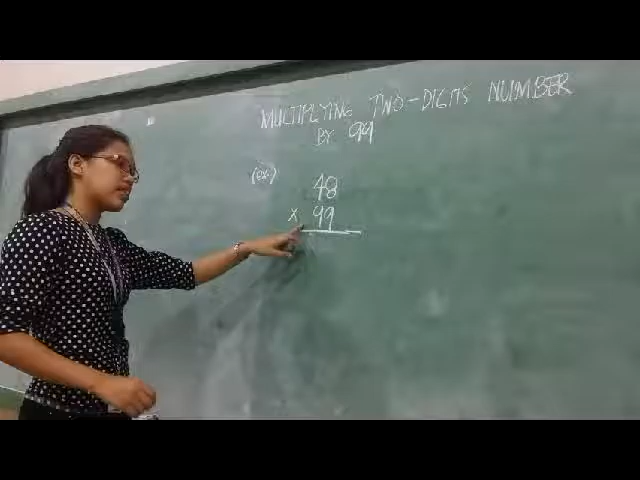 MULTIPLYING TWO-DIGITS NUMBER
BY 99
(ex.)
48
x 99